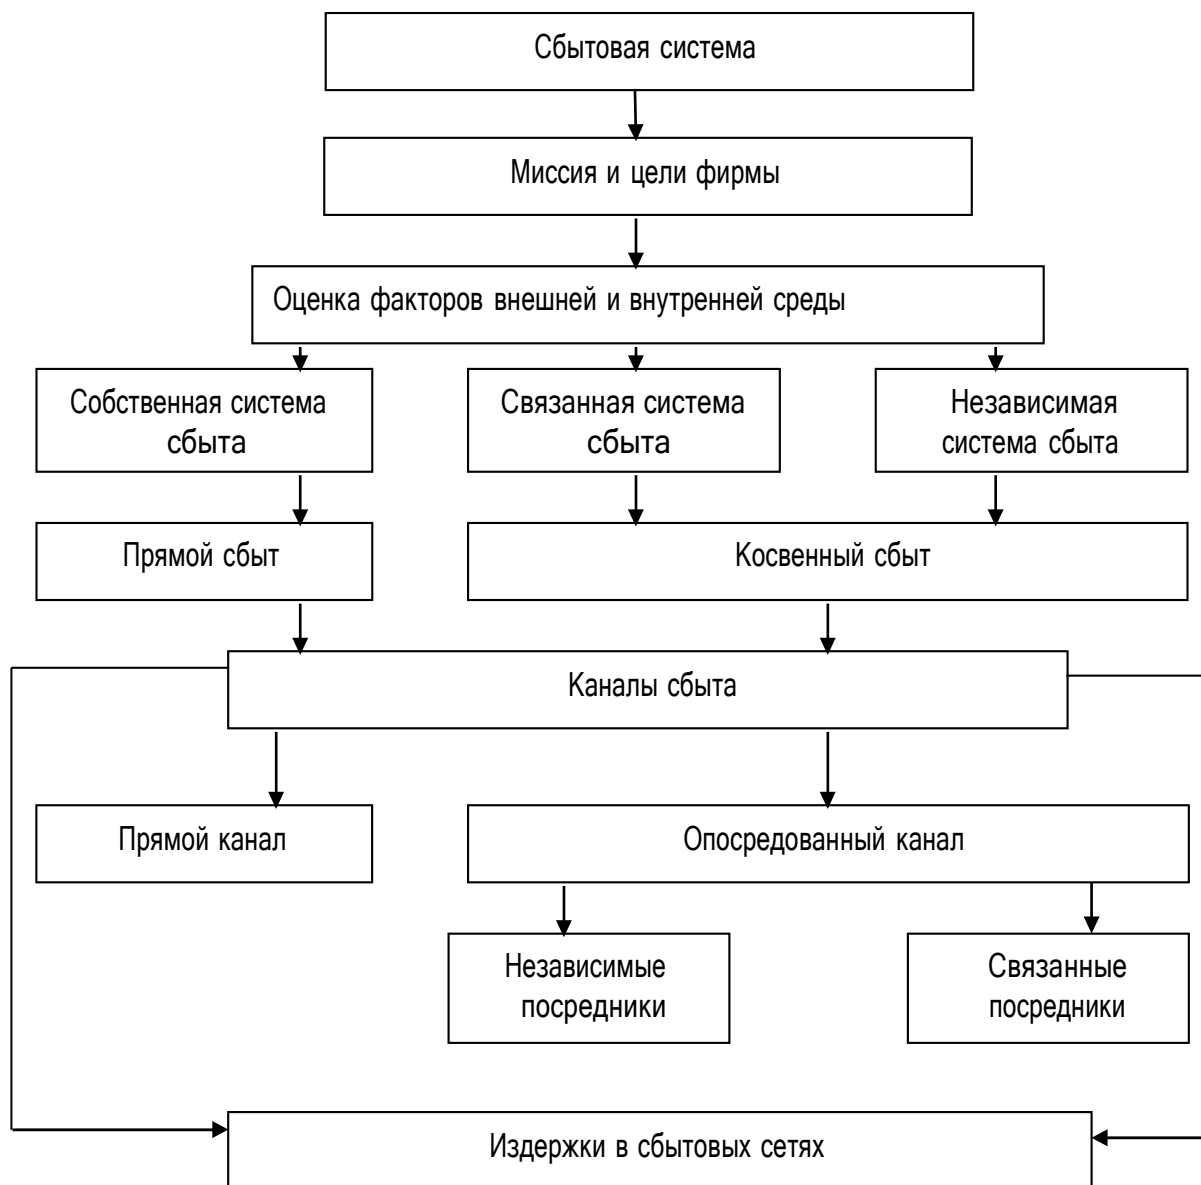 Сбытовая система
Миссия и цели фирмы
Оценка факторов внешней и внутренней среды
Собственная система
сбыта
Связанная система
сбыта
Независимая
система сбыта
Прямой сбыт
Косвенный сбыт
Каналы сбыта
Прямой канал
Опосредованный канал
Независимые
посредники
Связанные
посредники
Издержки в сбытовых сетях